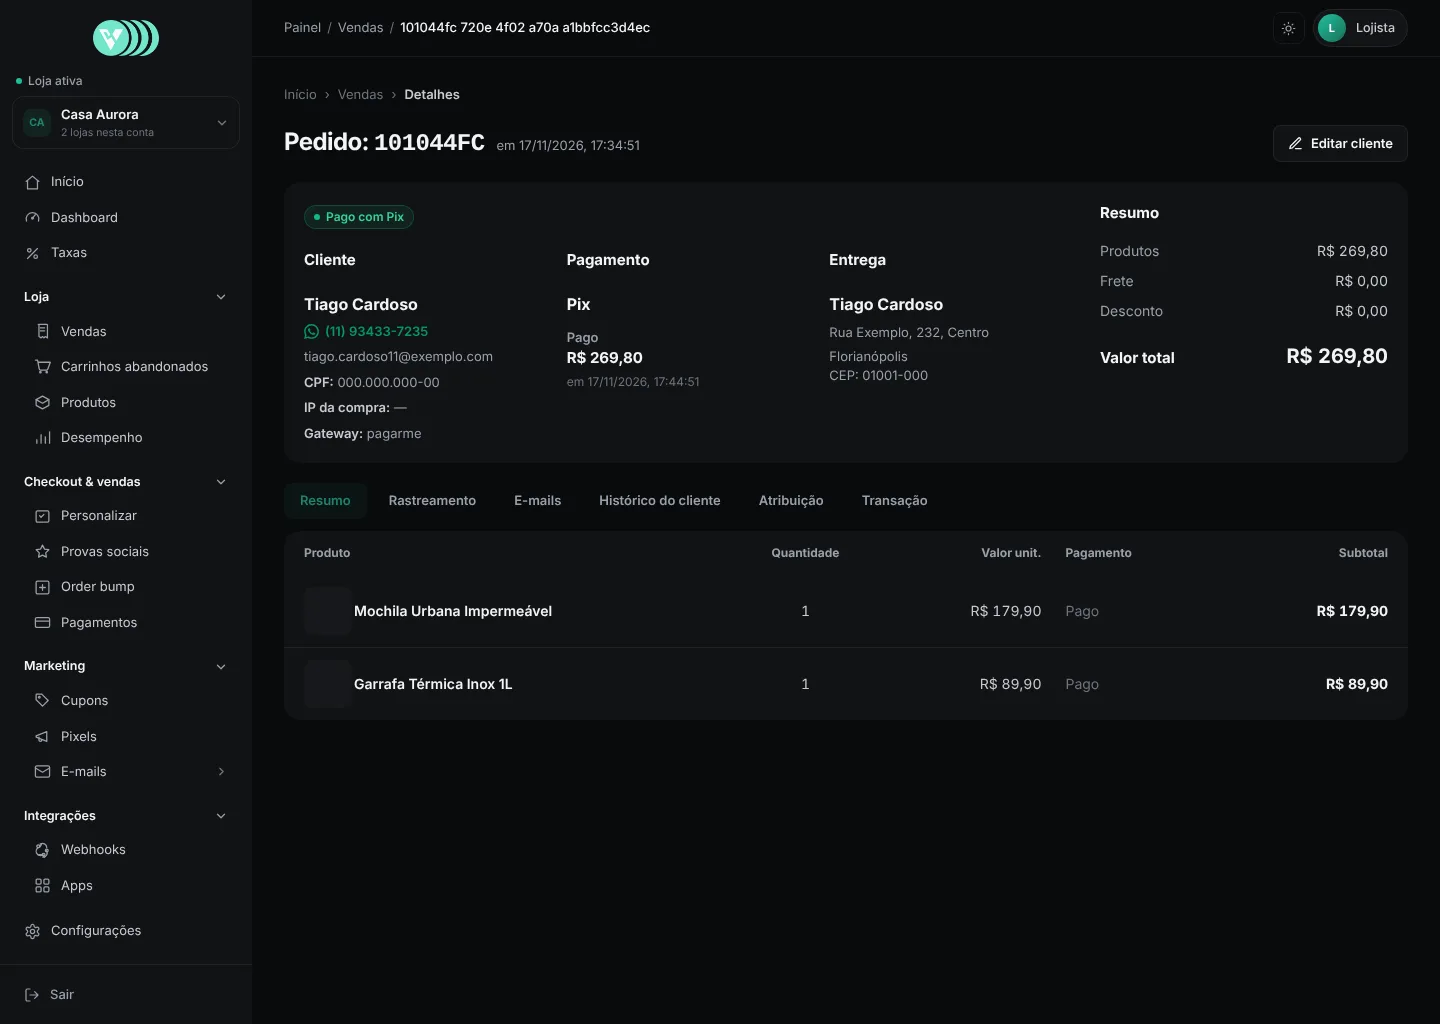 Loja ativa
CA
Casa Aurora
2 lojas nesta conta
Início
Dashboard
Taxas
Loja
Vendas
Carrinhos abandonados
Produtos
Desempenho
Checkout & vendas
Personalizar
Provas sociais
Order bump
Pagamentos
Marketing
Cupons
Pixels
E-mails
Integrações
Webhooks
Apps
Configurações
Sair
Painel / Vendas / 101044fc 720e 4f02 a70a a1bbfcc3d4ec
L Lojista
Início › Vendas › Detalhes
Pedido: 101044FC em 17/11/2026, 17:34:51
Editar cliente
Pago com Pix
Cliente
Tiago Cardoso
(11) 93433-7235
tiago.cardoso11@exemplo.com
CPF: 000.000.000-00
IP da compra: —
Gateway: pagarme
Pagamento
Pix
Pago
R$ 269,80
em 17/11/2026, 17:44:51
Entrega
Tiago Cardoso
Rua Exemplo, 232, Centro
Florianópolis
CEP: 01001-000
Resumo
Produtos R$ 269,80
Frete R$ 0,00
Desconto R$ 0,00
Valor total R$ 269,80
Resumo Rastreamento E-mails Histórico do cliente Atribuição Transação
Produto Quantidade Valor unit. Pagamento Subtotal
Mochila Urbana Impermeável 1 R$ 179,90 Pago R$ 179,90
Garrafa Térmica Inox 1L 1 R$ 89,90 Pago R$ 89,90